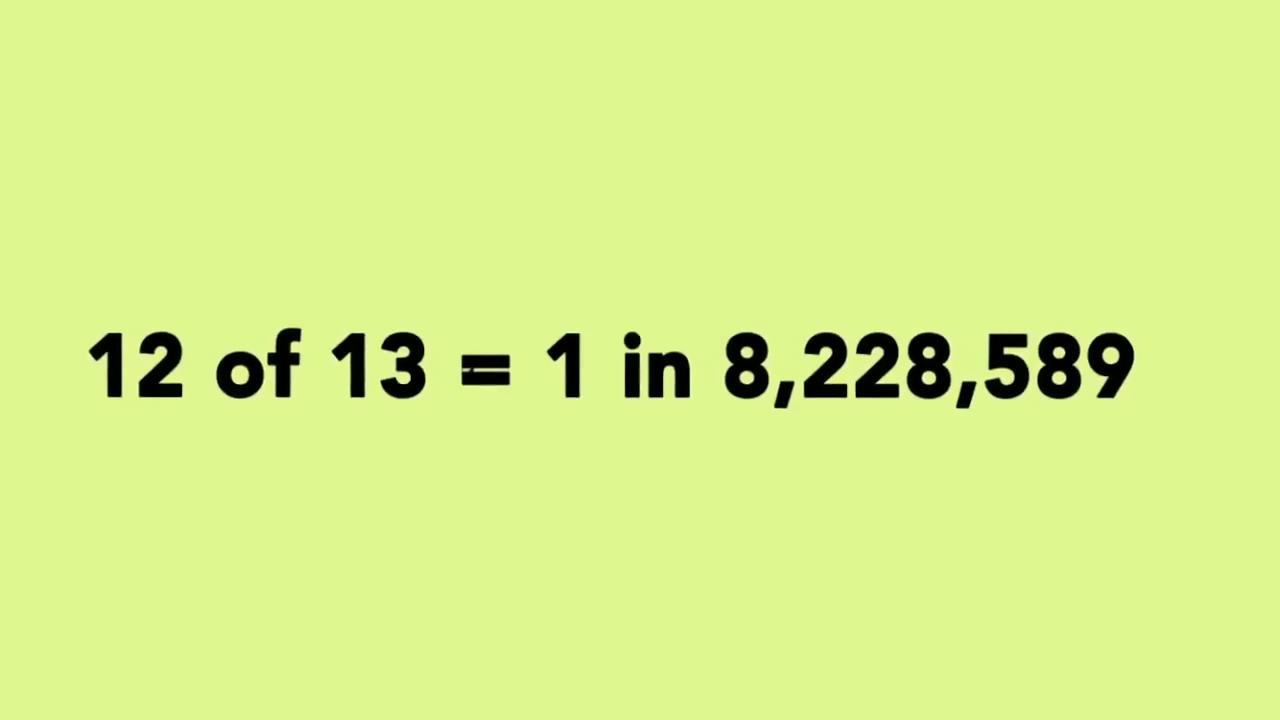 12 of 13 = 1 in 8,228,589